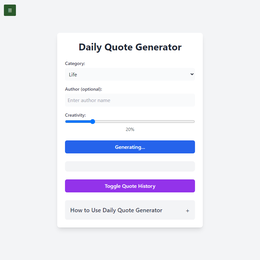 Daily Quote Generator
Category:
Life
Author (optional):
Enter author name
Creativity:
20%
Generating...
Toggle Quote History
How to Use Daily Quote Generator +